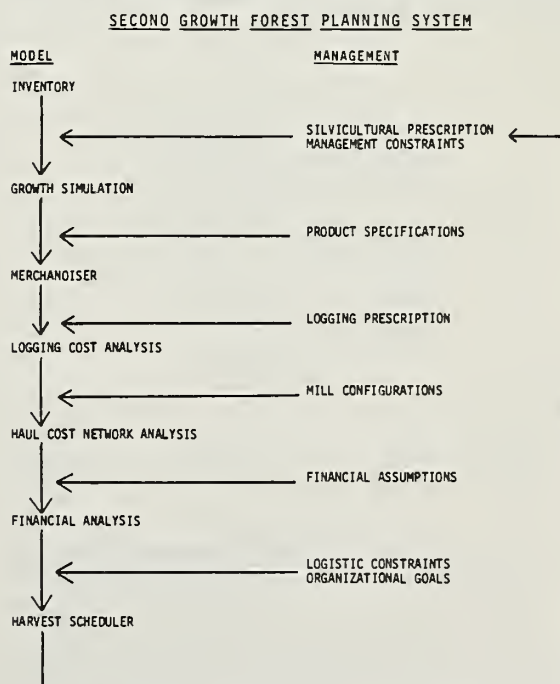 SECONO GROWTH FOREST PLANNING SYSTEM
MODEL
MANAGEMENT
INVENTORY
SILVICULTURAL PRESCRIPTION
MANAGEMENT CONSTRAINTS
GROWTH SIMULATION
PRODUCT SPECIFICATIONS
MERCHANOISER
LOGGING PRESCRIPTION
LOGGING COST ANALYSIS
MILL CONFIGURATIONS
HAUL COST NETWORK ANALYSIS
FINANCIAL ASSUMPTIONS
FINANCIAL ANALYSIS
LOGISTIC CONSTRAINTS
ORGANIZATIONAL GOALS
HARVEST SCHEDULER